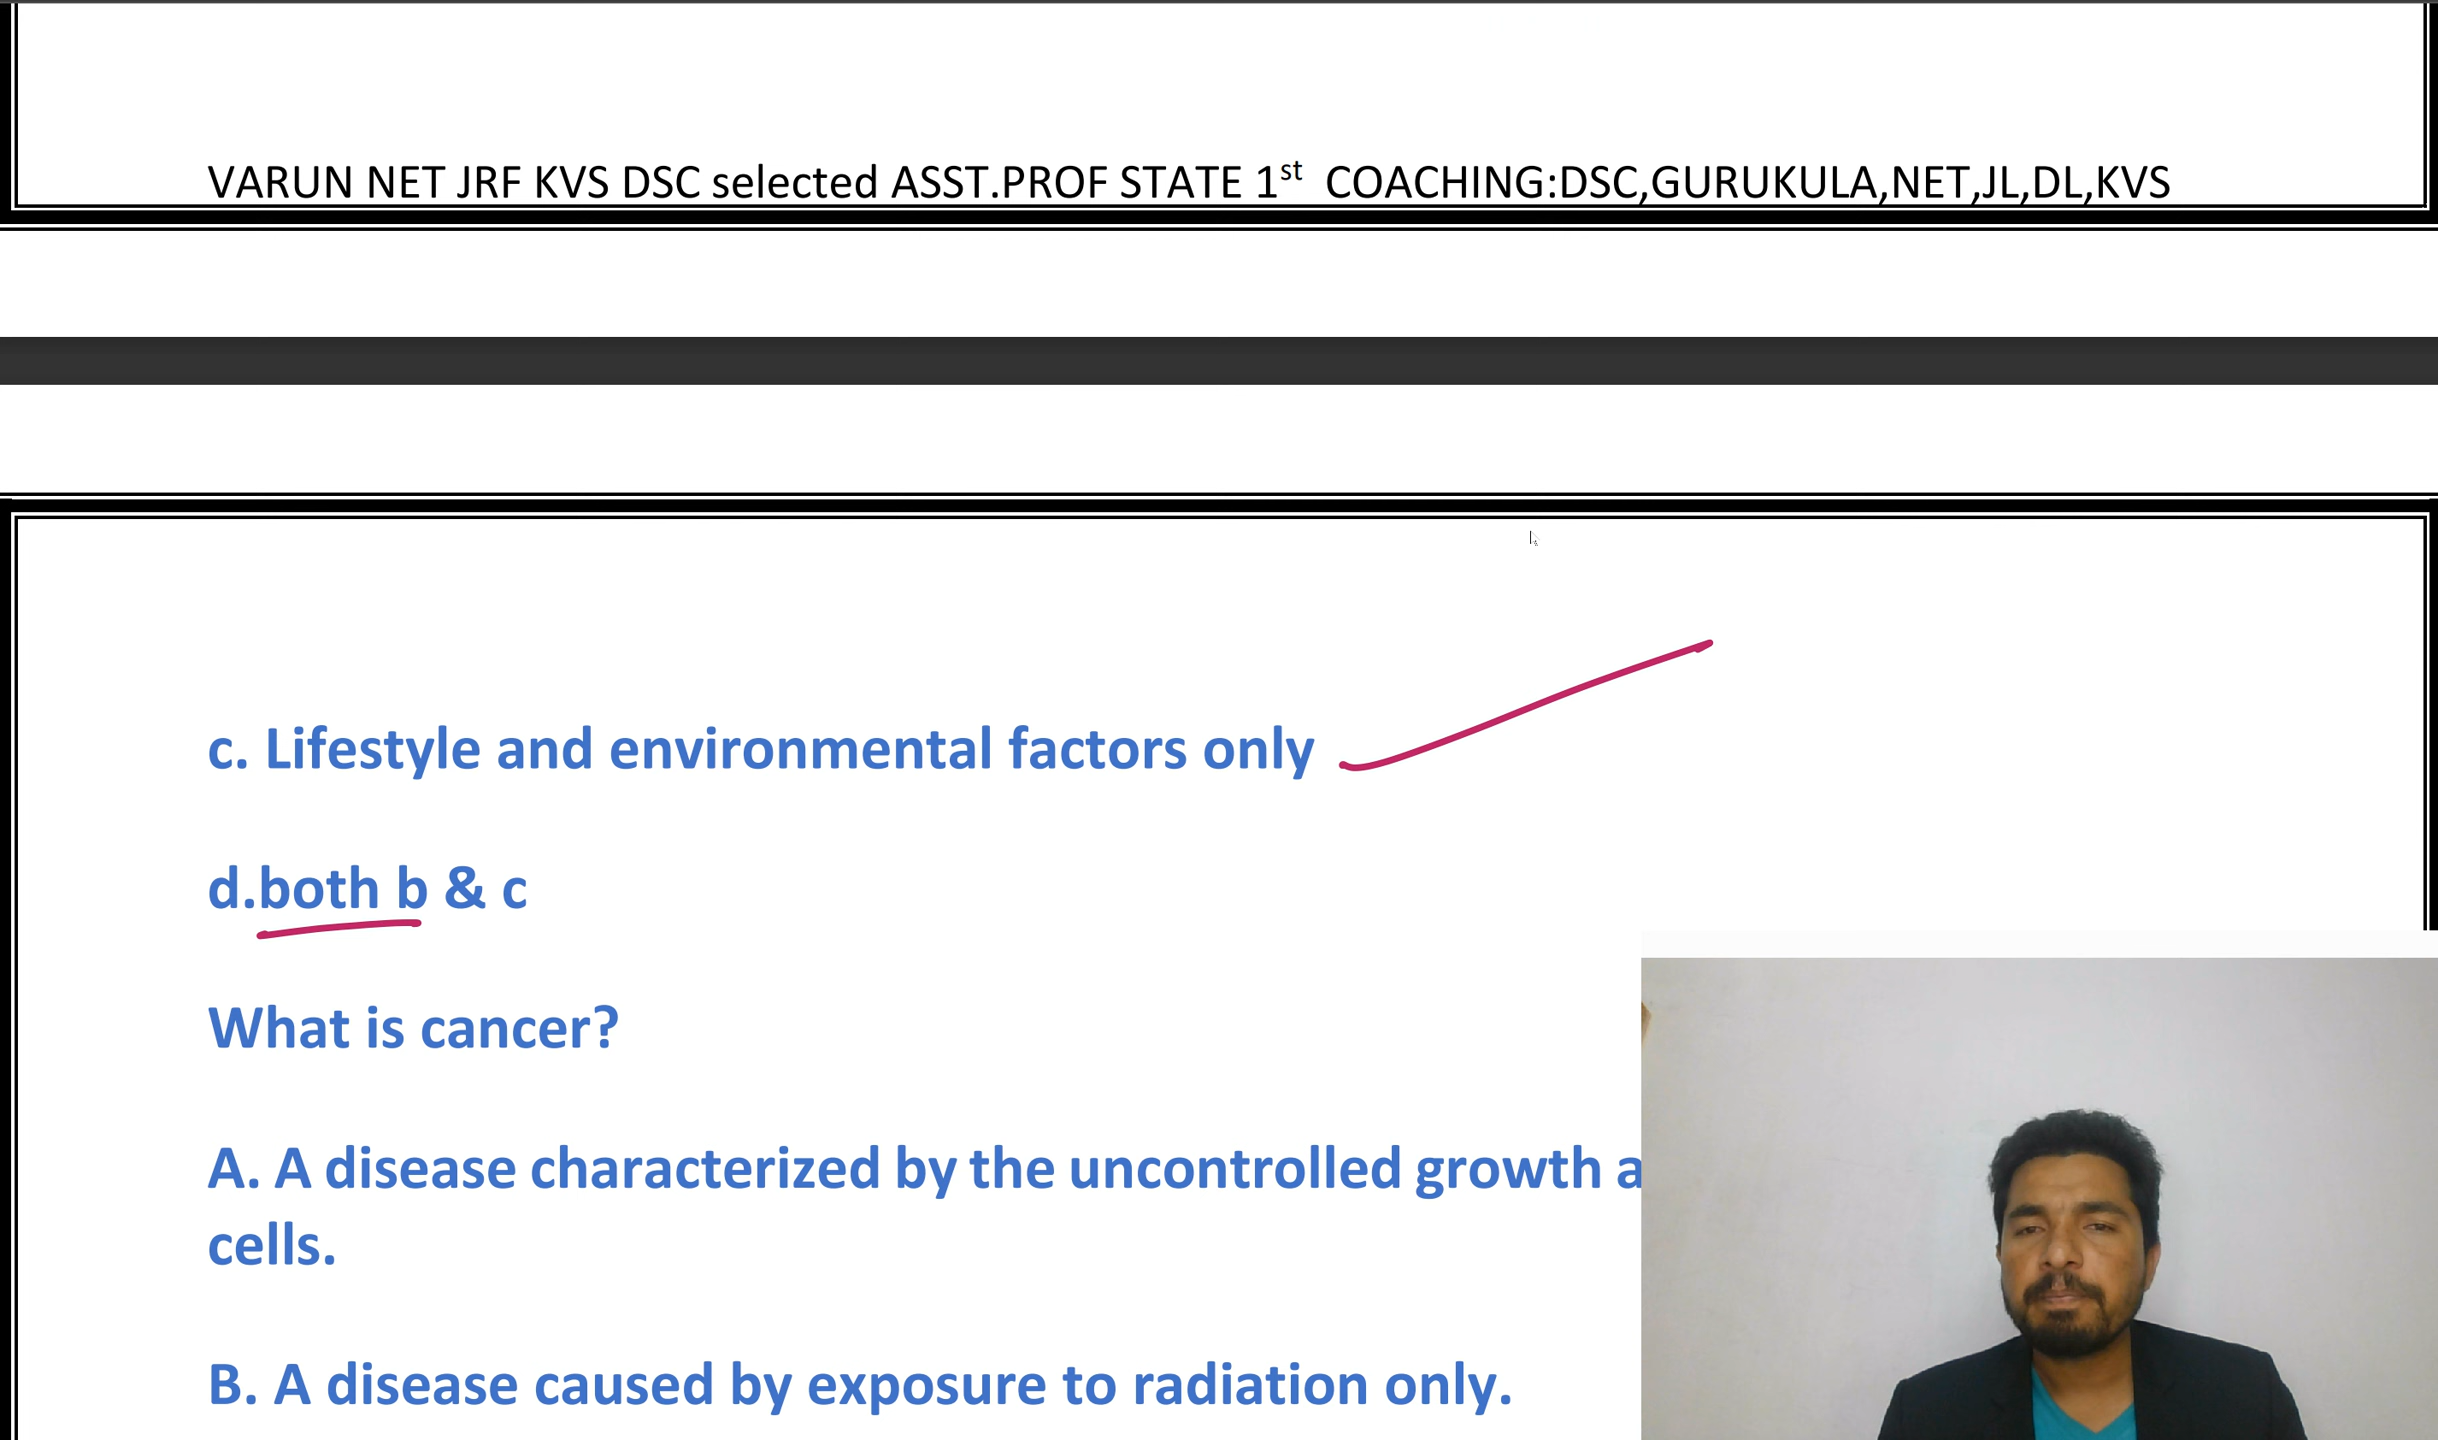 VARUN NET JRF KVS DSC selected ASST.PROF STATE 1st COACHING:DSC,GURUKULA,NET,JL,DL,KVS
c. Lifestyle and environmental factors only
d.both b & c
What is cancer?
A. A disease characterized by the uncontrolled growth a
cells.
B. A disease caused by exposure to radiation only.